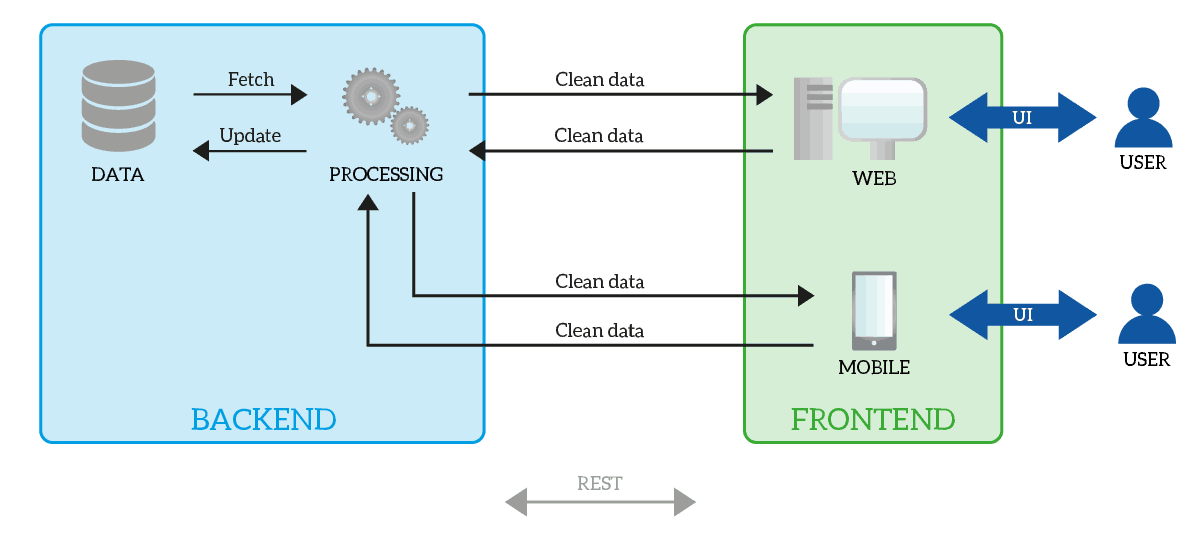 Fetch
Update
DATA
PROCESSING
Clean data
Clean data
WEB
UI
USER
Clean data
Clean data
MOBILE
UI
USER
BACKEND
FRONTEND
REST